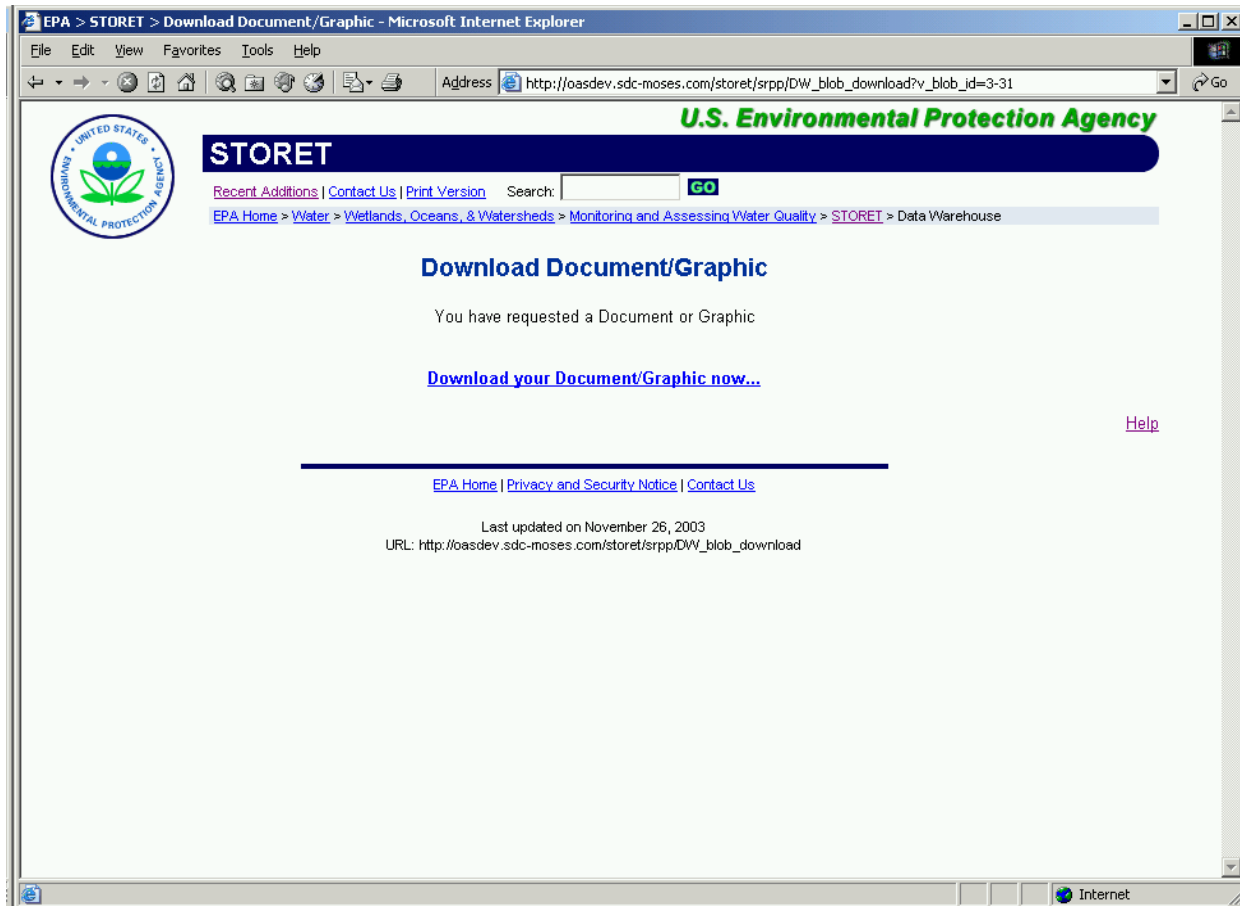 EPA > STORET > Download Document/Graphic - Microsoft Internet Explorer
File Edit View Favorites Tools Help
Address http://oasdev.sdc-moses.com/storet/srpp/DW_blob_download?v_blob_id=3-31 Go
U.S. Environmental Protection Agency
UNITED STATES ENVIRONMENTAL PROTECTION AGENCY
STORET
Recent Additions | Contact Us | Print Version Search: GO
EPA Home > Water > Wetlands, Oceans, & Watersheds > Monitoring and Assessing Water Quality > STORET > Data Warehouse
Download Document/Graphic
You have requested a Document or Graphic
Download your Document/Graphic now...
Help
EPA Home | Privacy and Security Notice | Contact Us
Last updated on November 26, 2003
URL: http://oasdev.sdc-moses.com/storet/srpp/DW_blob_download
Internet